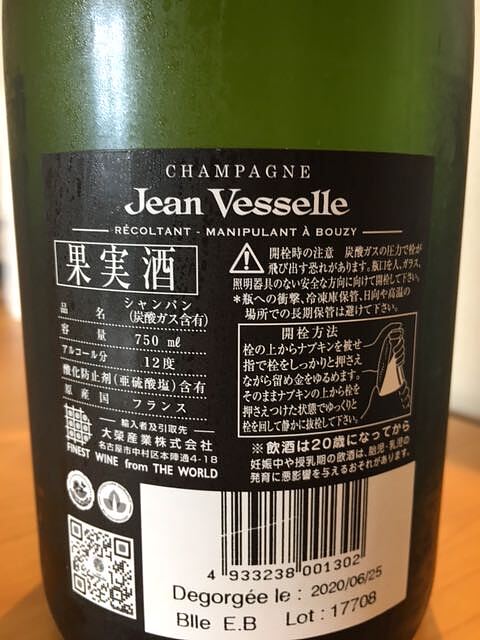 CHAMPAGNE
Jean Vesselle
RÉCOLTANT - MANIPULANT À BOUZY
果実酒
品名 シャンパン
(炭酸ガス含有)
容量 750 ㎖
アルコール分 12度
酸化防止剤(亜硫酸塩)含有
原産国 フランス
輸入者及引取先
大榮産業株式会社
名古屋市中村区本陣通4-18
FINEST WINE from THE WORLD
開栓時の注意 炭酸ガスの圧力で栓が
飛び出す恐れがあります。瓶口を人、ガラス、
照明器具のない安全な方向に向けて開栓して下さい。
*瓶への衝撃、冷凍庫保管、日向や高温の
場所での長期保管は避けて下さい。
開栓方法
栓の上からナプキンを被せ
指で栓をしっかりと押さえ
ながら留め金をゆるめます。
そのままナプキンの上から栓を
押さえつけた状態でゆっくりと
栓を回して静かに抜栓して下さい。
※飲酒は20歳になってから
妊娠中や授乳期の飲酒は、胎児・乳児の
発育に悪影響を与えるおそれがあります。
4 933238 001302
Degorgée le : 2020/06/25
Blle E.B Lot : 17708